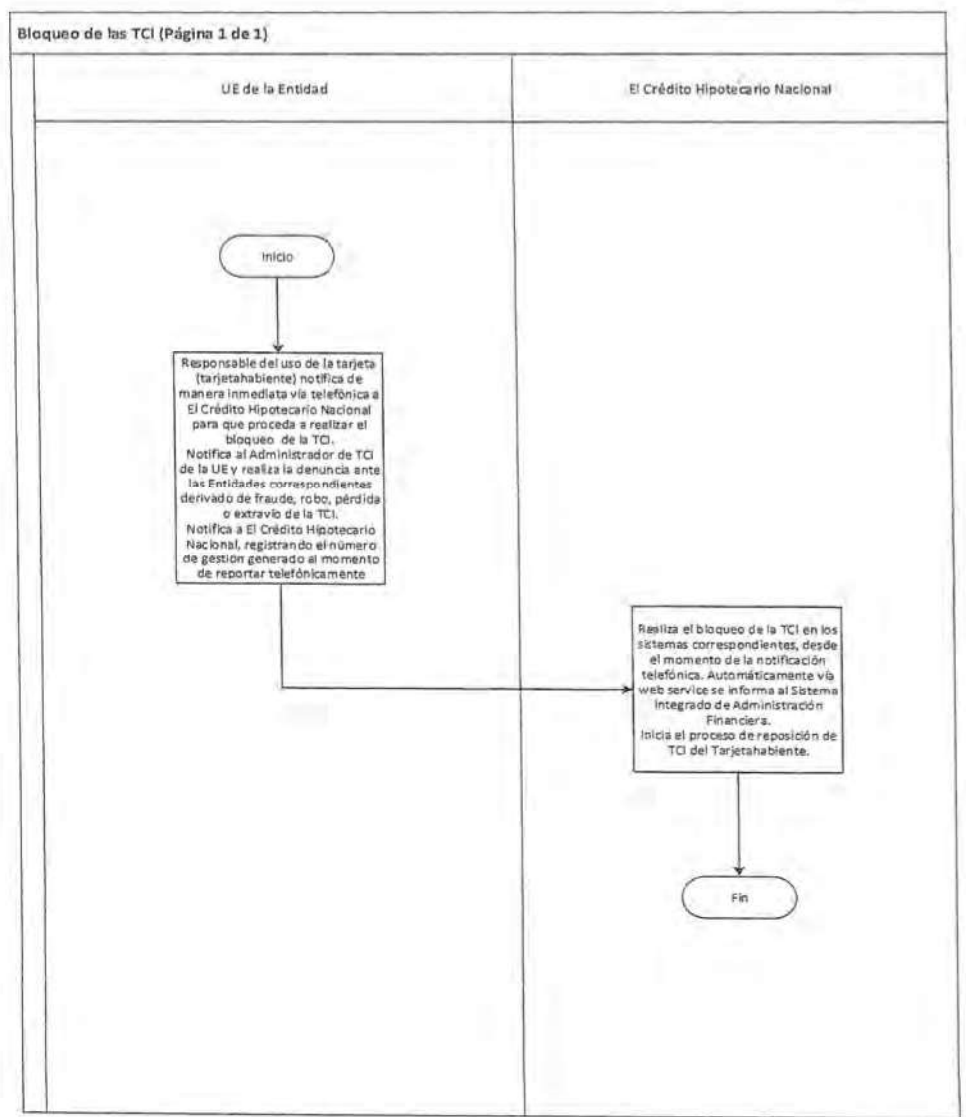 Bloqueo de las TCI (Página 1 de 1)
UE de la Entidad
El Crédito Hipotecario Nacional
Inicio
Responsable del uso de la tarjeta
(tarjetahabiente) notifica de
manera inmediata vía telefónica a
El Crédito Hipotecario Nacional
para que proceda a realizar el
bloqueo de la TCI.
Notifica al Administrador de TCI
de la UE y realiza la denuncia ante
las Entidades correspondientes
derivado de fraude, robo, pérdida
o extravío de la TCI.
Notifica a El Crédito Hipotecario
Nacional, registrando el número
de gestión generado al momento
de reportar telefónicamente
Realiza el bloqueo de la TCI en los
sistemas correspondientes, desde
el momento de la notificación
telefónica. Automáticamente vía
web service se informa al Sistema
Integrado de Administración
Financiera.
Inicia el proceso de reposición de
TCI del Tarjetahabiente.
Fin